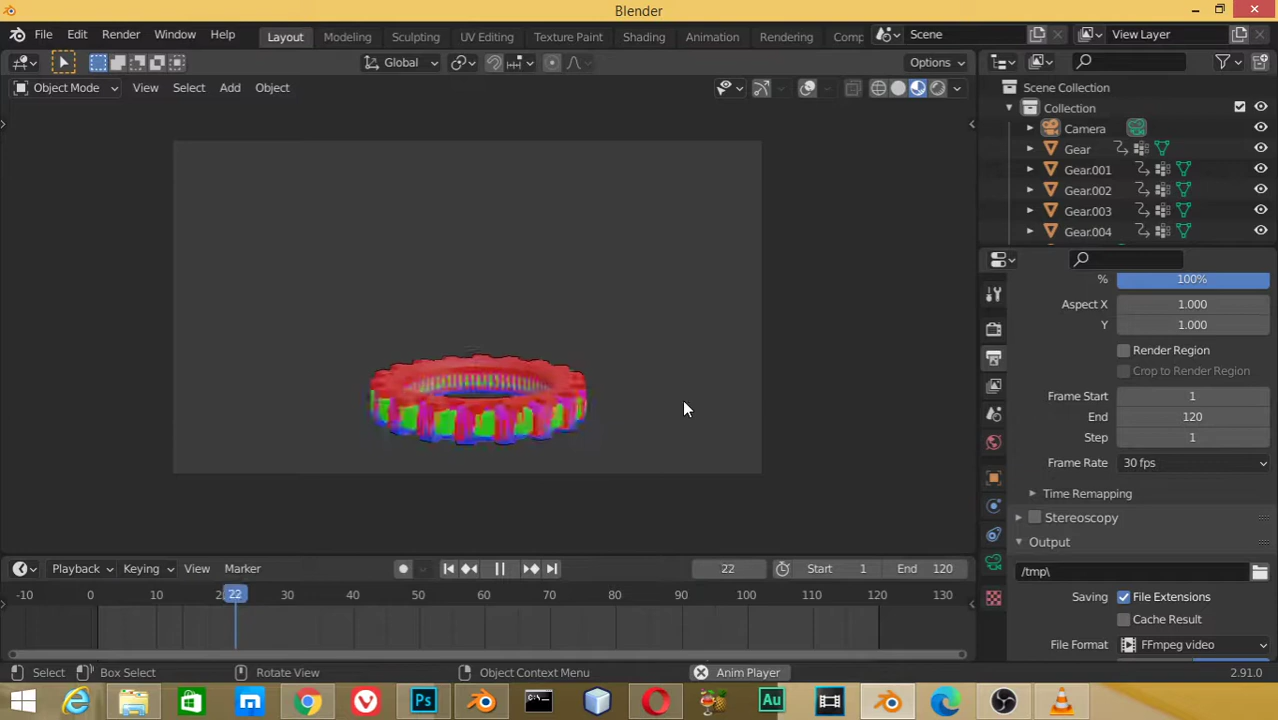 Blender
File Edit Render Window Help
Layout Modeling Sculpting UV Editing Texture Paint Shading Animation Rendering Comp
Scene
View Layer
Global
Options
Object Mode View Select Add Object
Scene Collection
Collection
Camera
Gear
Gear.001
Gear.002
Gear.003
Gear.004
% 100%
Aspect X 1.000
Y 1.000
Render Region
Crop to Render Region
Frame Start 1
End 120
Step 1
Frame Rate 30 fps
Time Remapping
Stereoscopy
Output
/tmp\
Saving File Extensions
Cache Result
File Format FFmpeg video
Playback Keying View Marker 22 Start 1 End 120
-10 0 10 22 30 40 50 60 70 80 90 100 110 120 130
Select Box Select Rotate View Object Context Menu Anim Player 2.91.0
Ps
Au